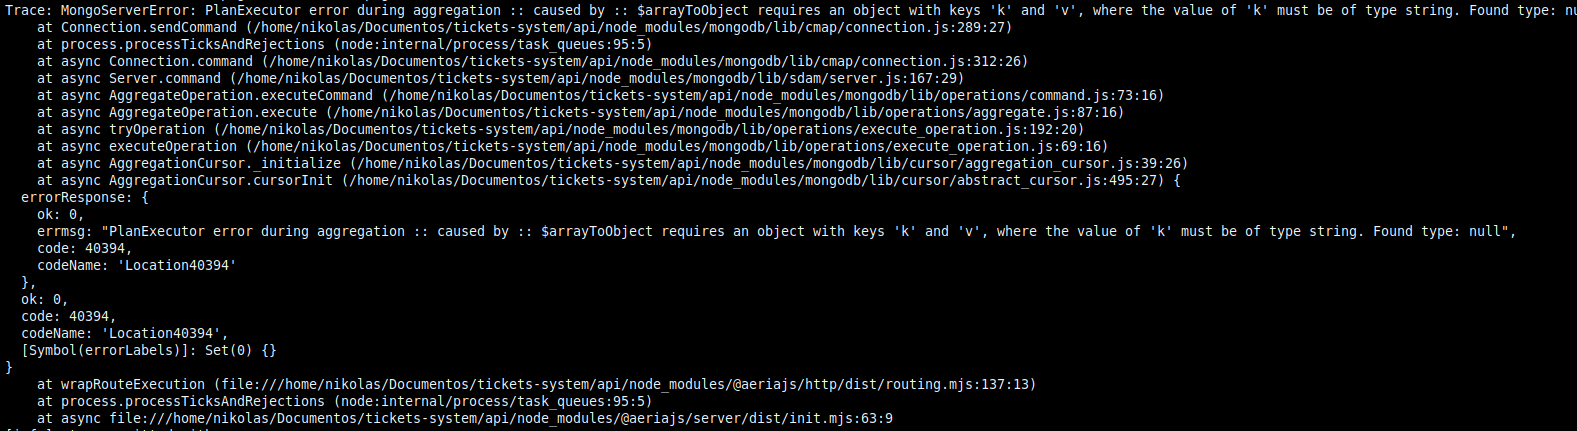 Trace: MongoServerError: PlanExecutor error during aggregation :: caused by :: $arrayToObject requires an object with keys 'k' and 'v', where the value of 'k' must be of type string. Found type:
    at Connection.sendCommand (/home/nikolas/Documentos/tickets-system/api/node_modules/mongodb/lib/cmap/connection.js:289:27)
    at process.processTicksAndRejections (node:internal/process/task_queues:95:5)
    at async Connection.command (/home/nikolas/Documentos/tickets-system/api/node_modules/mongodb/lib/cmap/connection.js:312:26)
    at async Server.command (/home/nikolas/Documentos/tickets-system/api/node_modules/mongodb/lib/sdam/server.js:167:29)
    at async AggregateOperation.executeCommand (/home/nikolas/Documentos/tickets-system/api/node_modules/mongodb/lib/operations/command.js:73:16)
    at async AggregateOperation.execute (/home/nikolas/Documentos/tickets-system/api/node_modules/mongodb/lib/operations/aggregate.js:87:16)
    at async tryOperation (/home/nikolas/Documentos/tickets-system/api/node_modules/mongodb/lib/operations/execute_operation.js:192:20)
    at async executeOperation (/home/nikolas/Documentos/tickets-system/api/node_modules/mongodb/lib/operations/execute_operation.js:69:16)
    at async AggregationCursor._initialize (/home/nikolas/Documentos/tickets-system/api/node_modules/mongodb/lib/cursor/aggregation_cursor.js:39:26)
    at async AggregationCursor.cursorInit (/home/nikolas/Documentos/tickets-system/api/node_modules/mongodb/lib/cursor/abstract_cursor.js:495:27) {
  errorResponse: {
    ok: 0,
    errmsg: "PlanExecutor error during aggregation :: caused by :: $arrayToObject requires an object with keys 'k' and 'v', where the value of 'k' must be of type string. Found type: null",
    code: 40394,
    codeName: 'Location40394'
  },
  ok: 0,
  code: 40394,
  codeName: 'Location40394',
  [Symbol(errorLabels)]: Set(0) {}
}
    at wrapRouteExecution (file:///home/nikolas/Documentos/tickets-system/api/node_modules/@aeriajs/http/dist/routing.mjs:137:13)
    at process.processTicksAndRejections (node:internal/process/task_queues:95:5)
    at async file:///home/nikolas/Documentos/tickets-system/api/node_modules/@aeriajs/server/dist/init.mjs:63:9